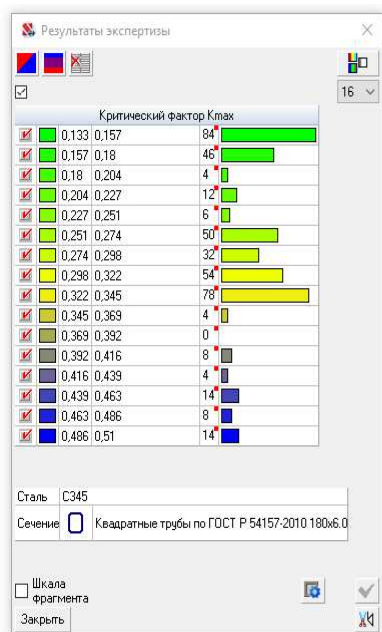 Результаты экспертизы
16
Критический фактор Kmax
0,133 0,157 84
0,157 0,18 46
0,18 0,204 4
0,204 0,227 12
0,227 0,251 6
0,251 0,274 50
0,274 0,298 32
0,298 0,322 54
0,322 0,345 78
0,345 0,369 4
0,369 0,392 0
0,392 0,416 8
0,416 0,439 4
0,439 0,463 14
0,463 0,486 8
0,486 0,51 14
Сталь С345
Сечение Квадратные трубы по ГОСТ Р 54157-2010 180x6.0
Шкала
фрагмента
Закрыть